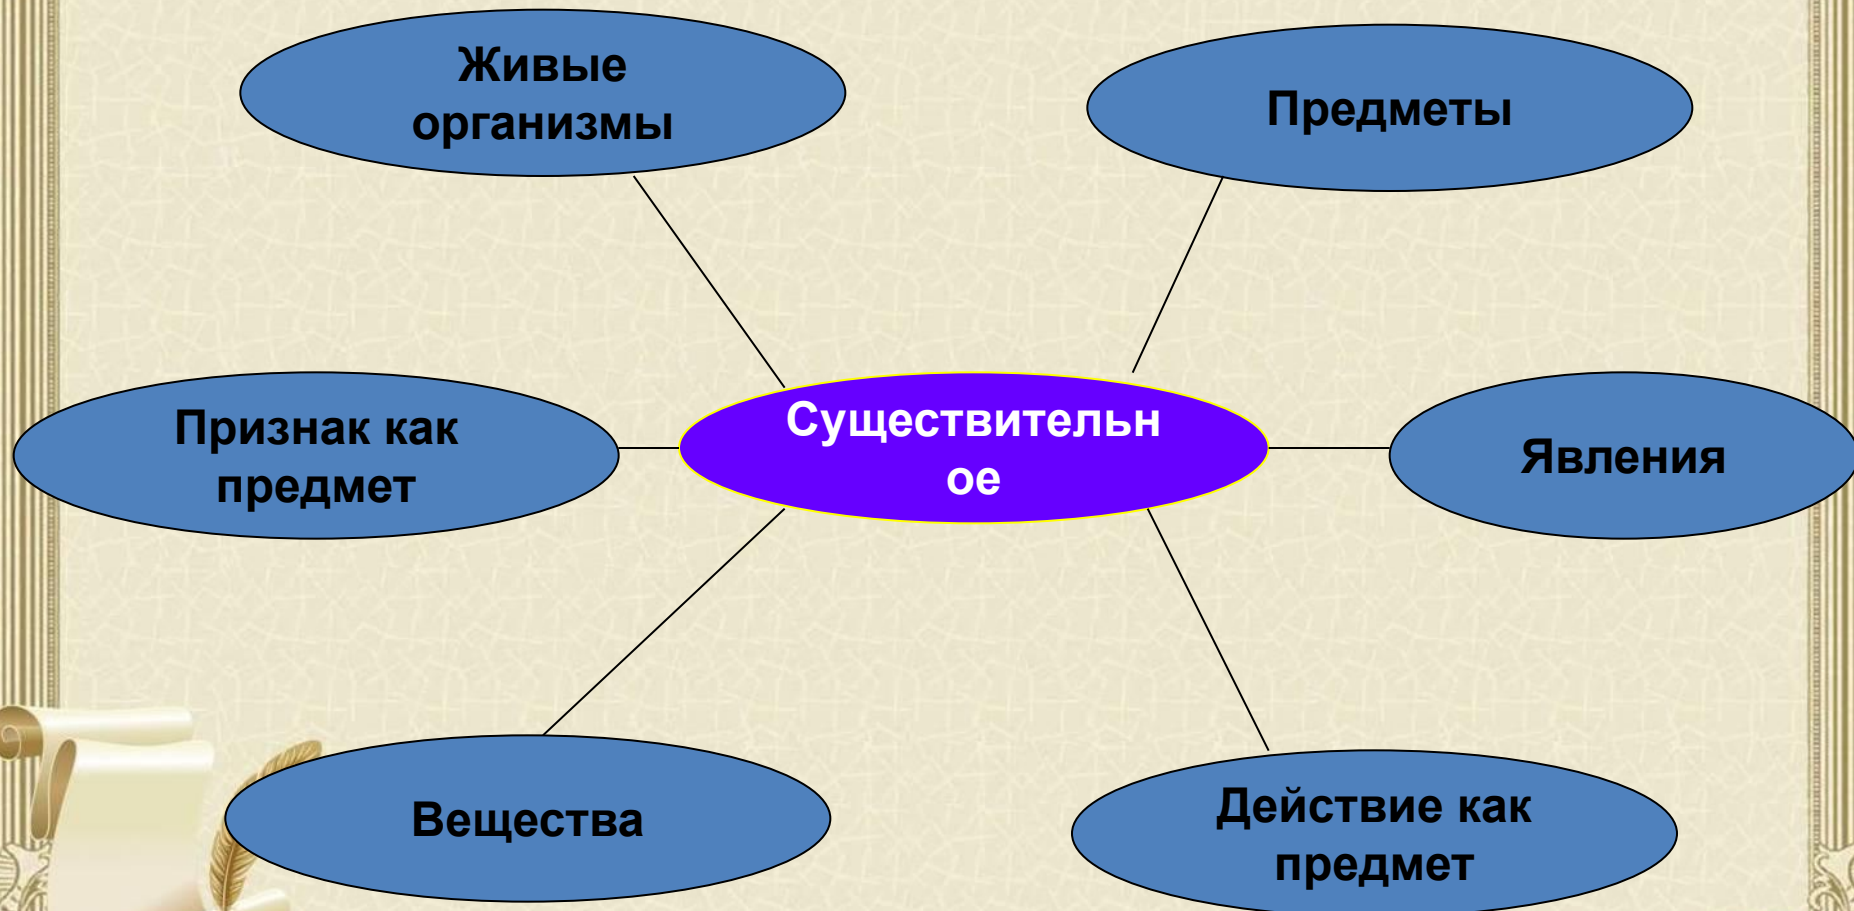 Живые
организмы
Предметы
Признак как
предмет
Существительн
ое
Явления
Вещества
Действие как
предмет